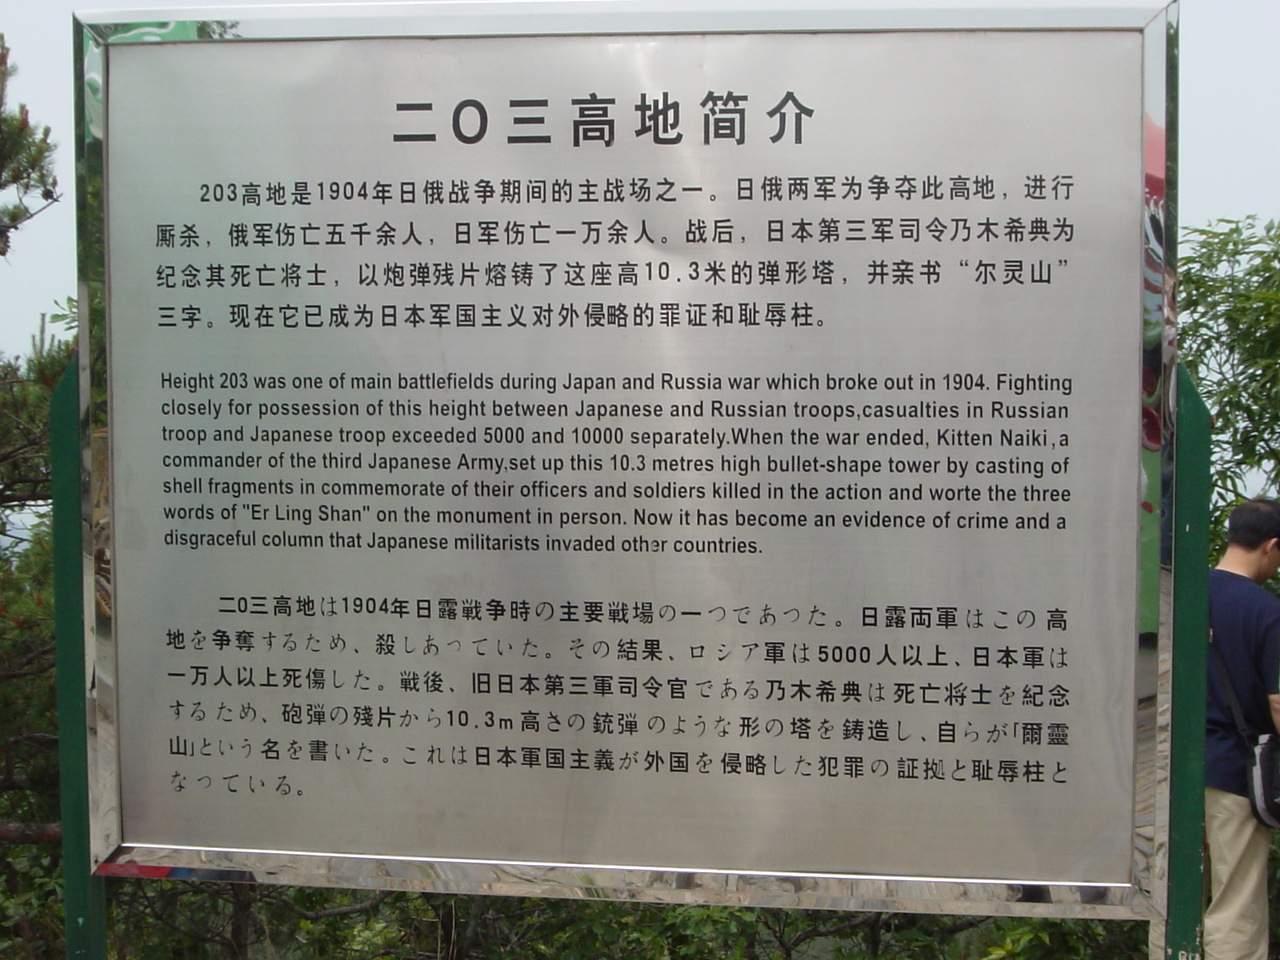 二〇三高地简介
203高地是1904年日俄战争期间的主战场之一。日俄两军为争夺此高地，进行
厮杀，俄军伤亡五千余人，日军伤亡一万余人。战后，日本第三军司令乃木希典为
纪念其死亡将士，以炮弹残片熔铸了这座高10.3米的弹形塔，并亲书“尔灵山”
三字。现在它已成为日本军国主义对外侵略的罪证和耻辱柱。
Height 203 was one of main battlefields during Japan and Russia war which broke out in 1904. Fighting
closely for possession of this height between Japanese and Russian troops,casualties in Russian
troop and Japanese troop exceeded 5000 and 10000 separately.When the war ended, Kitten Naiki,a
commander of the third Japanese Army,set up this 10.3 metres high bullet-shape tower by casting of
shell fragments in commemorate of their officers and soldiers killed in the action and worte the three
words of "Er Ling Shan" on the monument in person. Now it has become an evidence of crime and a
disgraceful column that Japanese militarists invaded other countries.
二〇三高地は1904年日露戦争時の主要戦場の一つであつた。日露両軍はこの高
地を争奪するため、殺しあっていた。その結果、ロシア軍は5000人以上、日本軍は
一万人以上死傷した。戦後、旧日本第三軍司令官である乃木希典は死亡将士を紀念
するため、砲弾の殘片から10.3m高さの銃弾のような形の塔を鋳造し、自らが「爾靈
山」という名を書いた。これは日本軍国主義が外国を侵略した犯罪の証拠と耻辱柱と
なっている。